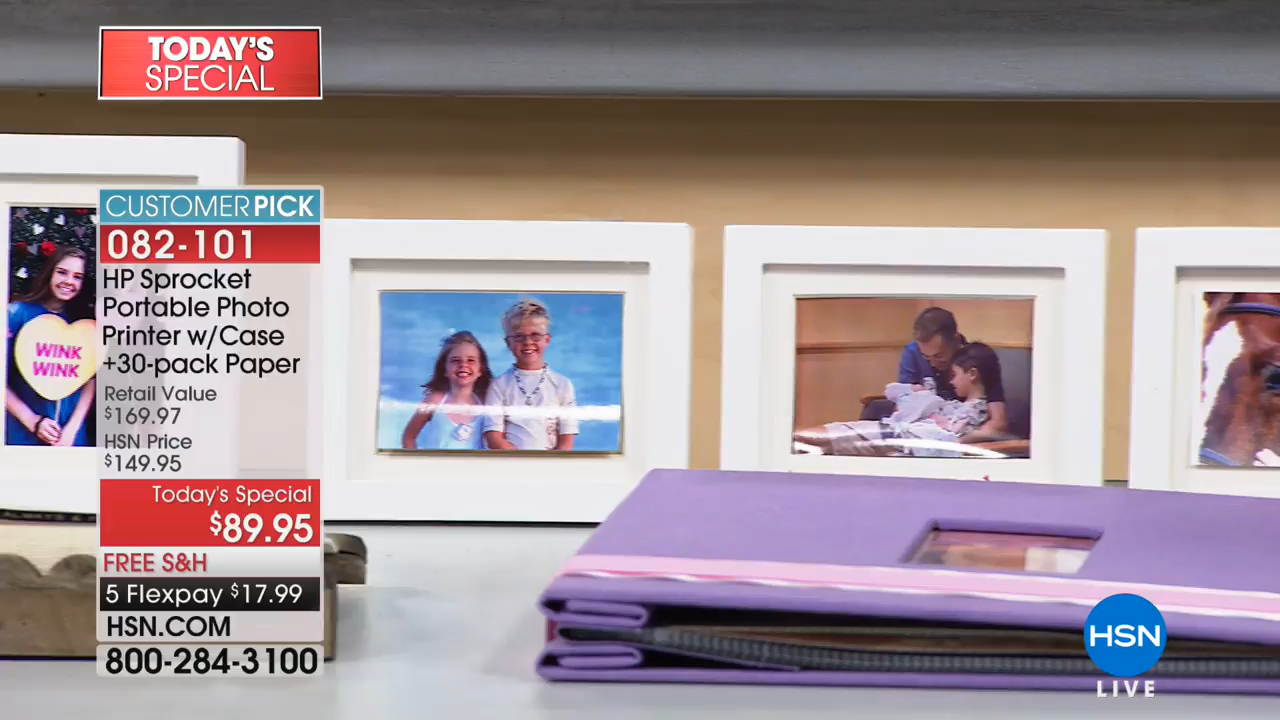 TODAY'S
SPECIAL
CUSTOMER PICK
082-101
HP Sprocket
Portable Photo
Printer w/Case
+30-pack Paper
Retail Value
$169.97
HSN Price
$149.95
Today's Special
$89.95
FREE S&H
5 Flexpay $17.99
HSN.COM
800-284-3100
WINK
WINK
HSN
LIVE